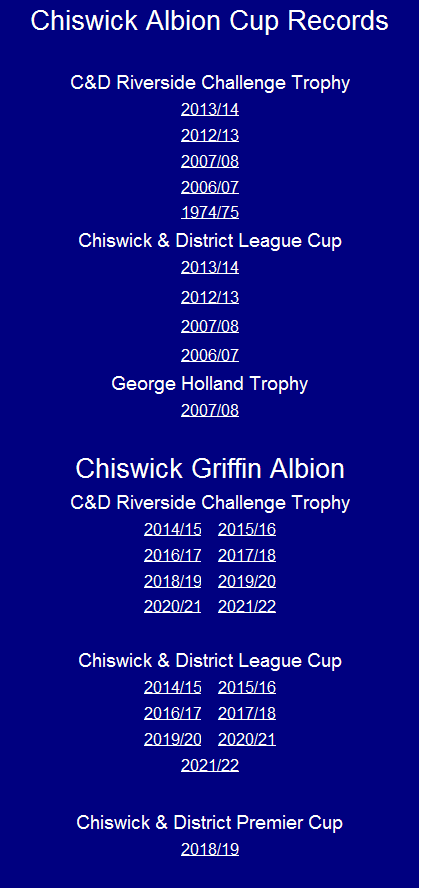 Chiswick Albion Cup Records
C&D Riverside Challenge Trophy
2013/14
2012/13
2007/08
2006/07
1974/75
Chiswick & District League Cup
2013/14
2012/13
2007/08
2006/07
George Holland Trophy
2007/08
Chiswick Griffin Albion
C&D Riverside Challenge Trophy
2014/15 2015/16
2016/17 2017/18
2018/19 2019/20
2020/21 2021/22
Chiswick & District League Cup
2014/15 2015/16
2016/17 2017/18
2019/20 2020/21
2021/22
Chiswick & District Premier Cup
2018/19